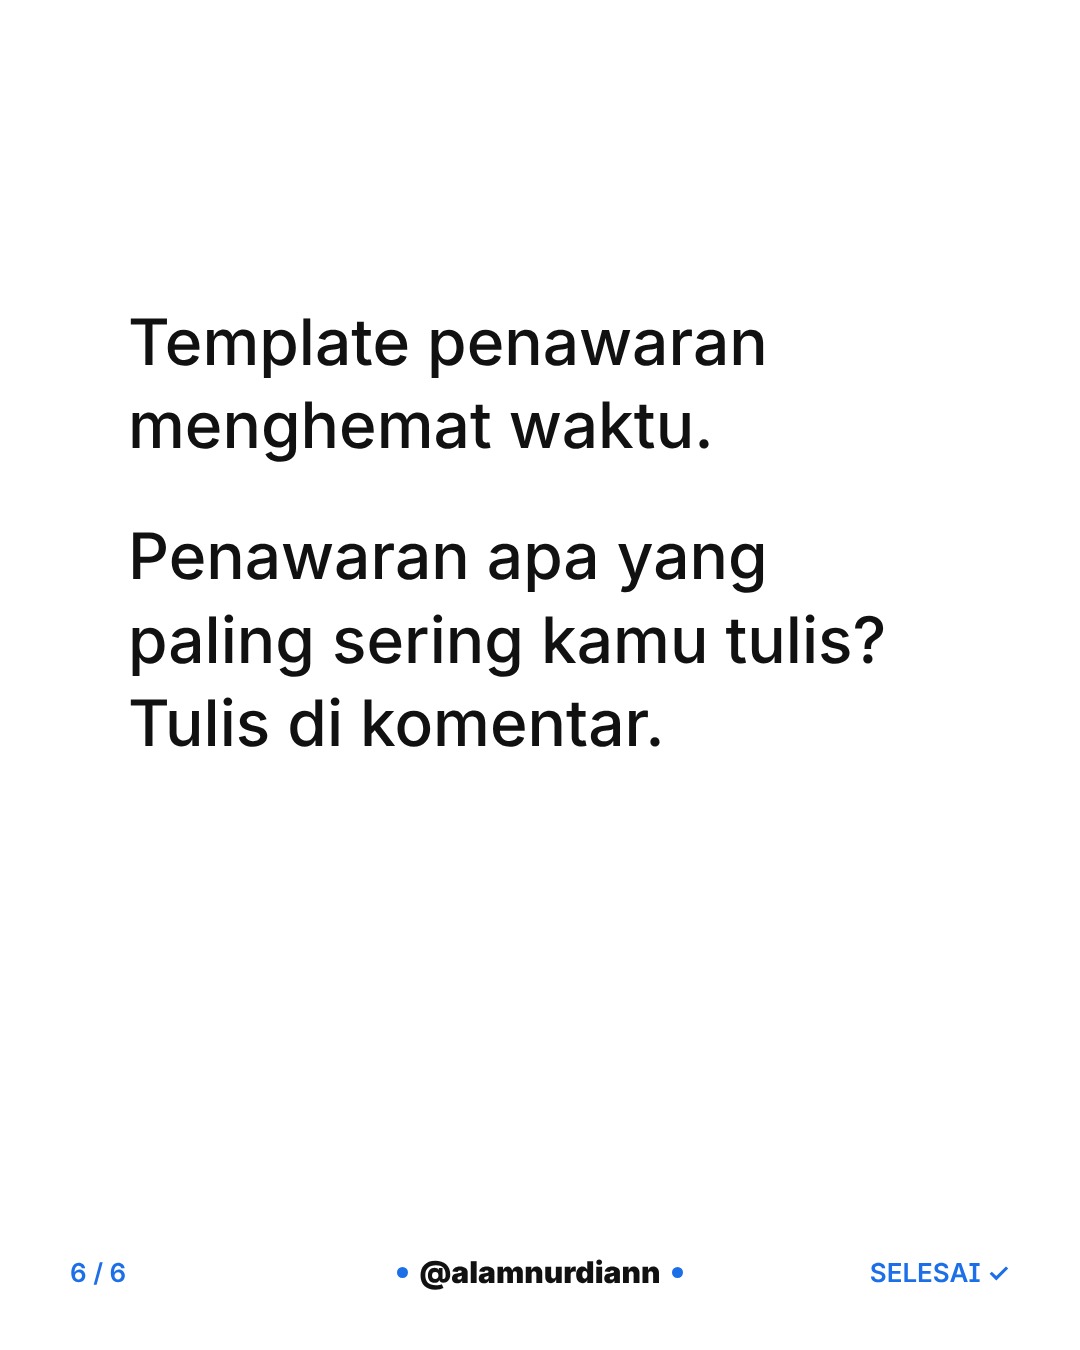 Template penawaran
menghemat waktu.
Penawaran apa yang
paling sering kamu tulis?
Tulis di komentar.
6 / 6
• @alamnurdiann •
SELESAI ✓